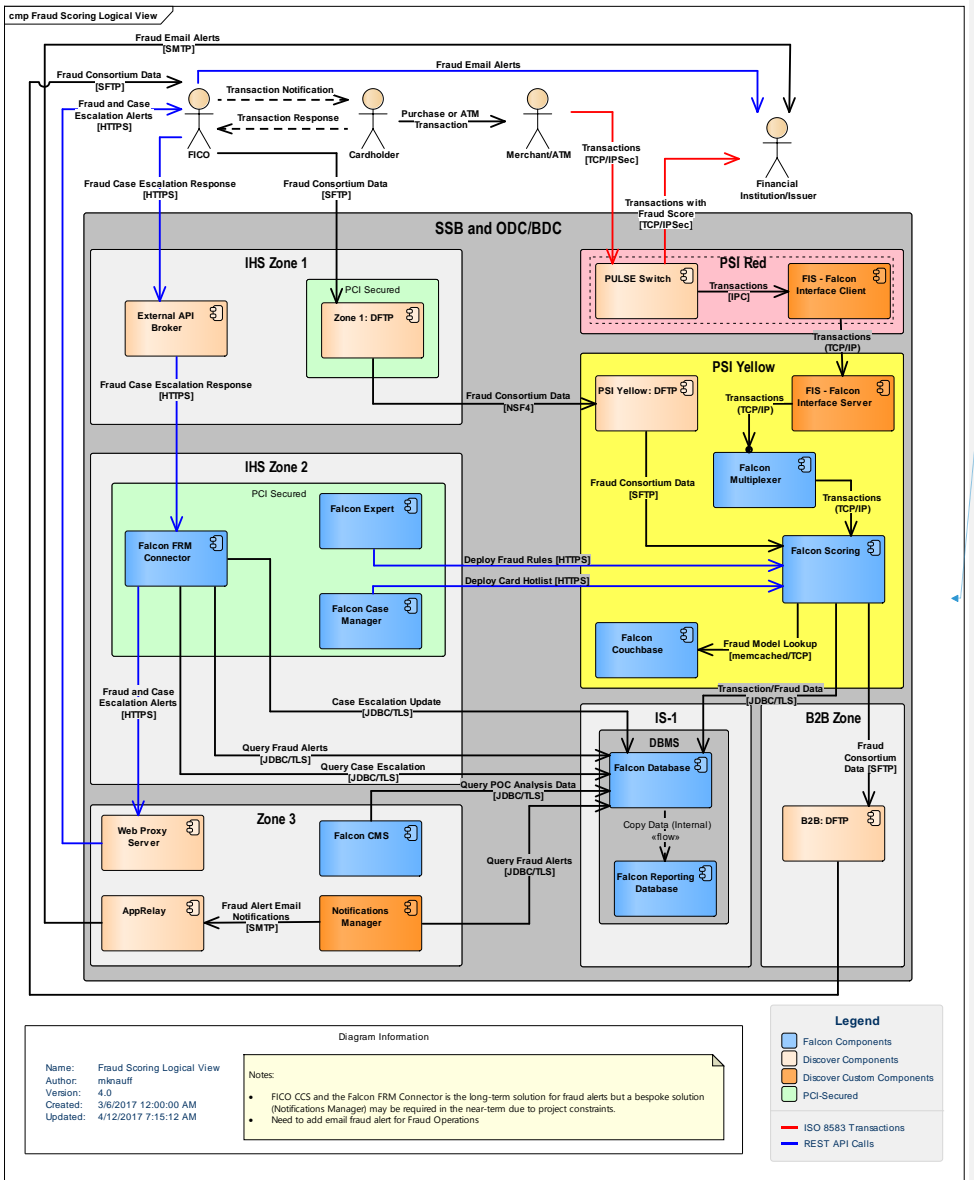 cmp Fraud Scoring Logical View
Fraud Email Alerts
[SMTP]
Fraud Email Alerts
Fraud Consortium Data
[SFTP]
Transaction Notification
Fraud and Case
Escalation Alerts
[HTTPS]
Transaction Response
Purchase or ATM
Transaction
FICO
Cardholder
Merchant/ATM
Transactions
[TCP/IPSec]
Financial
Institution/Issuer
Fraud Case Escalation Response
[HTTPS]
Fraud Consortium Data
[SFTP]
Transactions with
Fraud Score
[TCP/IPSec]
SSB and ODC/BDC
IHS Zone 1
PCI Secured
External API
Broker
Zone 1: DFTP
PSI Red
PULSE Switch
Transactions
[IPC]
FIS - Falcon
Interface Client
Transactions
(TCP/IP)
Fraud Case Escalation Response
[HTTPS]
Fraud Consortium Data
[NSF4]
PSI Yellow
PSI Yellow: DFTP
Transactions
(TCP/IP)
FIS - Falcon
Interface Server
Falcon
Multiplexer
Fraud Consortium Data
[SFTP]
Transactions
(TCP/IP)
IHS Zone 2
PCI Secured
Falcon Expert
Falcon FRM
Connector
Falcon Scoring
Deploy Fraud Rules [HTTPS]
Deploy Card Hotlist [HTTPS]
Falcon Case
Manager
Falcon
Couchbase
Fraud Model Lookup
[memcached/TCP]
Fraud and Case
Escalation Alerts
[HTTPS]
Case Escalation Update
[JDBC/TLS]
Transaction/Fraud Data
[JDBC/TLS]
Query Fraud Alerts
[JDBC/TLS]
Query Case Escalation
[JDBC/TLS]
Query POC Analysis Data
[JDBC/TLS]
IS-1
DBMS
Falcon Database
Copy Data (Internal)
«flow»
Falcon Reporting
Database
B2B Zone
Fraud
Consortium
Data [SFTP]
B2B: DFTP
Zone 3
Web Proxy
Server
Falcon CMS
Query Fraud Alerts
[JDBC/TLS]
AppRelay
Fraud Alert Email
Notifications
[SMTP]
Notifications
Manager
Diagram Information
Name: Fraud Scoring Logical View
Author: mknauff
Version: 4.0
Created: 3/6/2017 12:00:00 AM
Updated: 4/12/2017 7:15:12 AM
Notes:
• FICO CCS and the Falcon FRM Connector is the long-term solution for fraud alerts but a bespoke solution
(Notifications Manager) may be required in the near-term due to project constraints.
• Need to add email fraud alert for Fraud Operations
Legend
Falcon Components
Discover Components
Discover Custom Components
PCI-Secured
ISO 8583 Transactions
REST API Calls